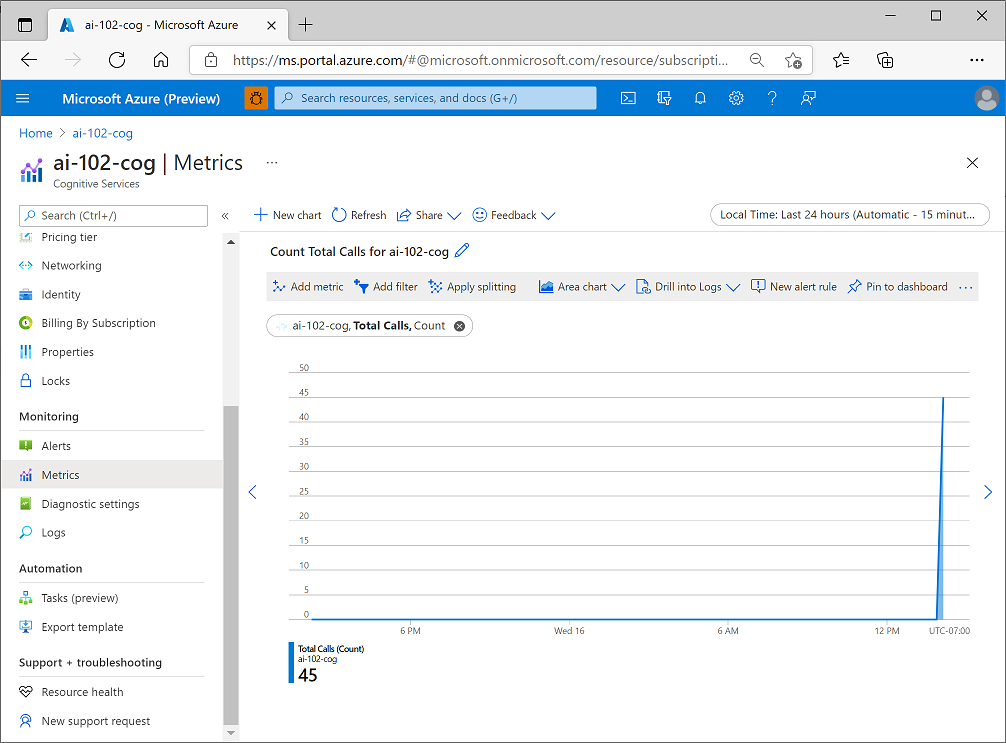 ai-102-cog - Microsoft Azure
https://ms.portal.azure.com/#@microsoft.onmicrosoft.com/resource/subscripti...
Microsoft Azure (Preview)
Search resources, services, and docs (G+/)
Home > ai-102-cog
ai-102-cog | Metrics ...
Cognitive Services
Search (Ctrl+/)
«
Pricing tier
Networking
Identity
Billing By Subscription
Properties
Locks
Monitoring
Alerts
Metrics
Diagnostic settings
Logs
Automation
Tasks (preview)
Export template
Support + troubleshooting
Resource health
New support request
New chart
Refresh
Share
Feedback
Local Time: Last 24 hours (Automatic - 15 minut...
Count Total Calls for ai-102-cog
Add metric
Add filter
Apply splitting
Area chart
Drill into Logs
New alert rule
Pin to dashboard
...
ai-102-cog, Total Calls, Count
50
45
40
35
30
25
20
15
10
5
0
6 PM
Wed 16
6 AM
12 PM
UTC-07:00
Total Calls (Count)
ai-102-cog
45